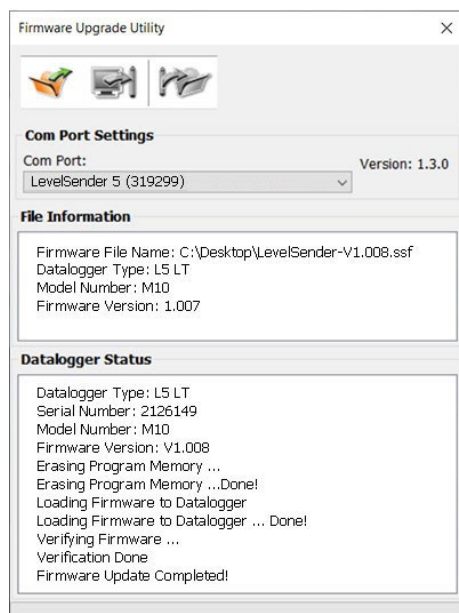 Firmware Upgrade Utility
Com Port Settings
Com Port:
Version: 1.3.0
LevelSender 5 (319299)
File Information
Firmware File Name: C:\Desktop\LevelSender-V1.008.ssf
Datalogger Type: L5 LT
Model Number: M10
Firmware Version: 1.007
Datalogger Status
Datalogger Type: L5 LT
Serial Number: 2126149
Model Number: M10
Firmware Version: V1.008
Erasing Program Memory ...
Erasing Program Memory ...Done!
Loading Firmware to Datalogger
Loading Firmware to Datalogger ... Done!
Verifying Firmware ...
Verification Done
Firmware Update Completed!